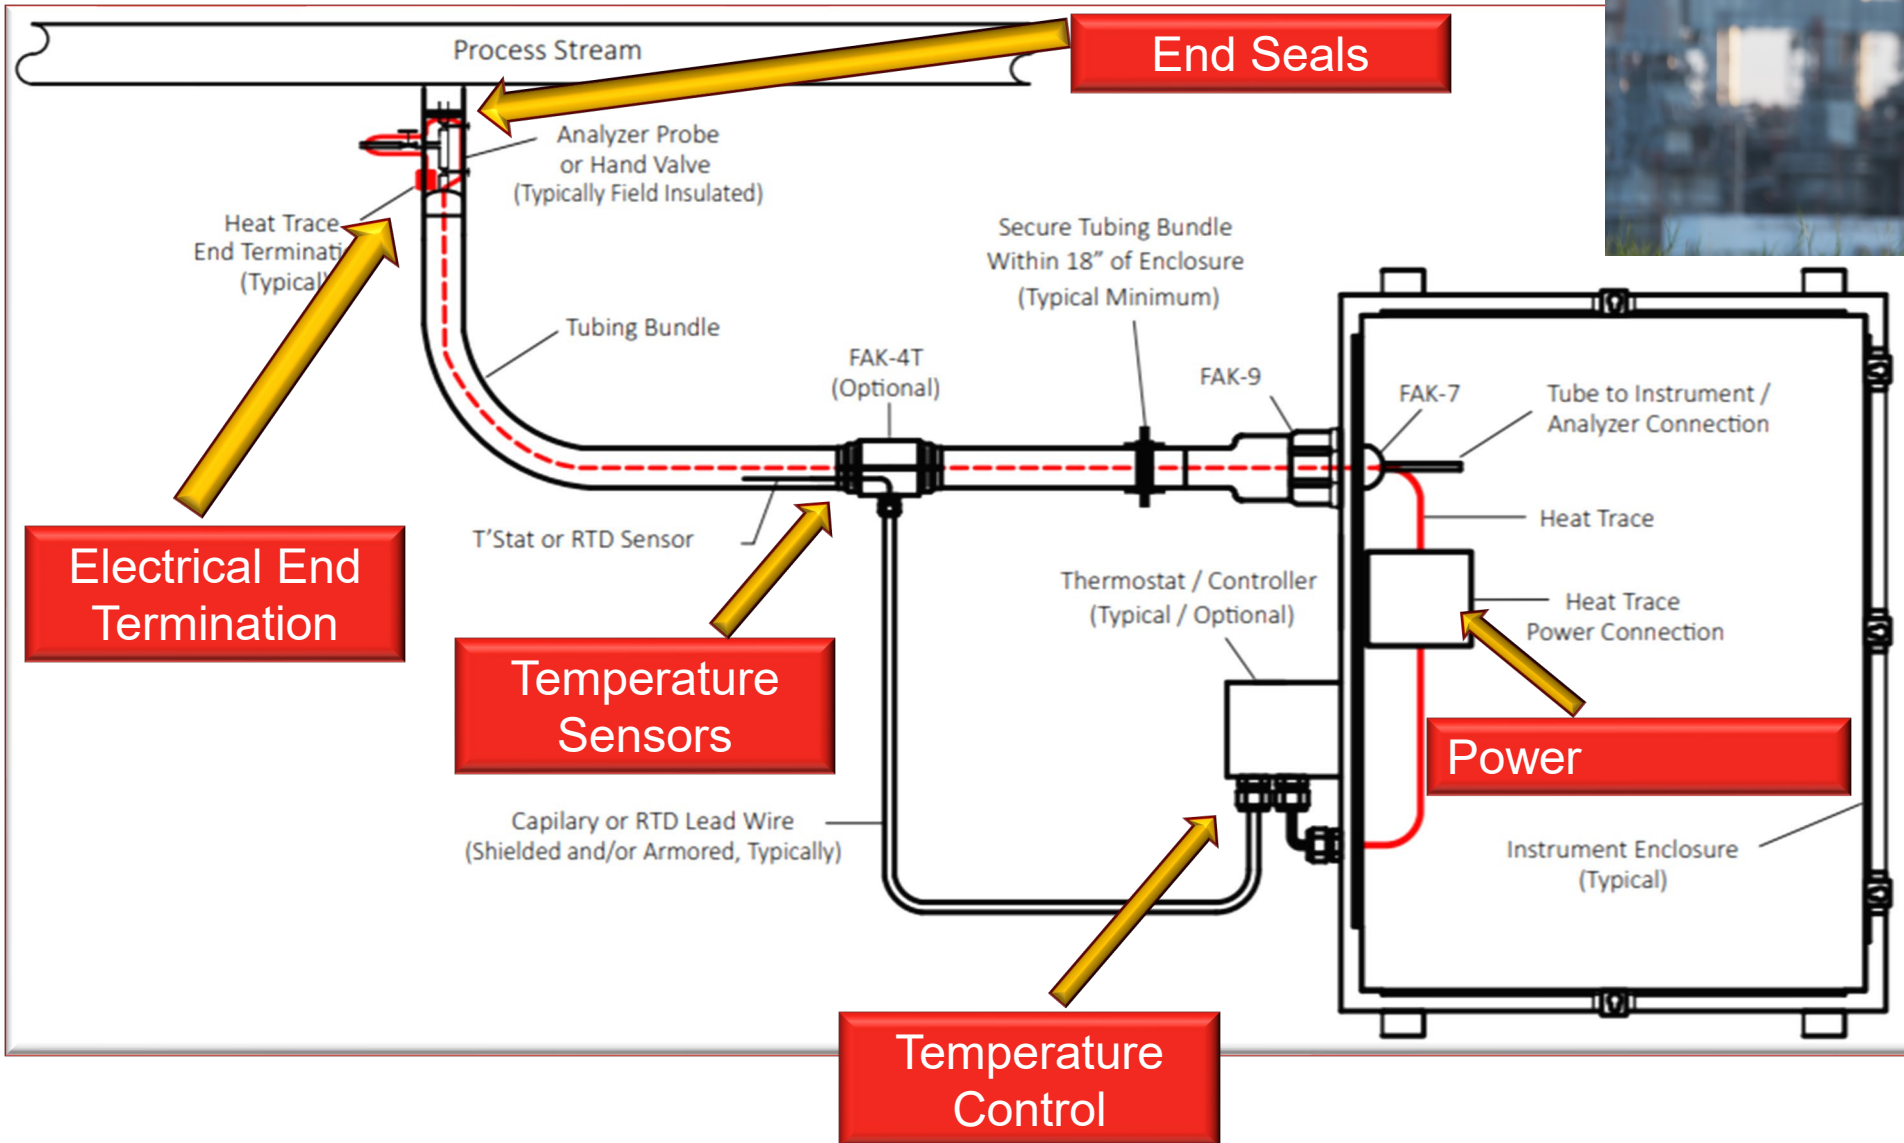 Process Stream
End Seals
Analyzer Probe
or Hand Valve
(Typically Field Insulated)
Heat Trace
End Terminati
(Typical)
Secure Tubing Bundle
Within 18” of Enclosure
(Typical Minimum)
Tubing Bundle
FAK-4T
(Optional)
FAK-9
FAK-7
Tube to Instrument /
Analyzer Connection
T’Stat or RTD Sensor
Heat Trace
Electrical End
Termination
Thermostat / Controller
(Typical / Optional)
Heat Trace
Power Connection
Temperature
Sensors
Power
Capilary or RTD Lead Wire
(Shielded and/or Armored, Typically)
Instrument Enclosure
(Typical)
Temperature
Control